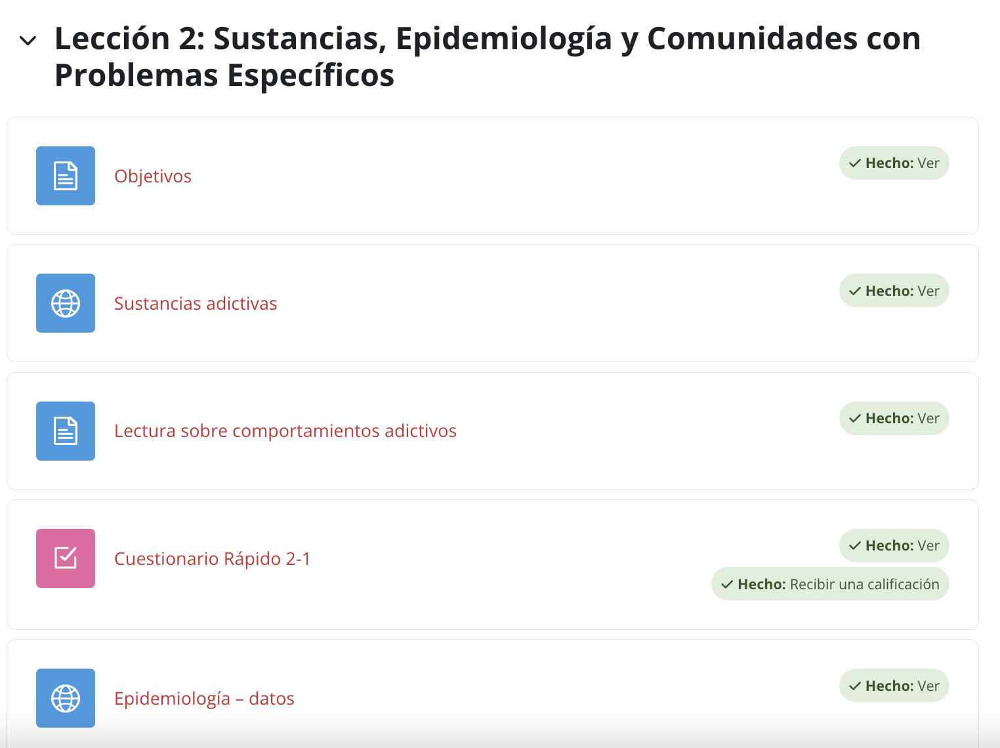 Lección 2: Sustancias, Epidemiología y Comunidades con
Problemas Específicos
Objetivos
Hecho: Ver
Sustancias adictivas
Hecho: Ver
Lectura sobre comportamientos adictivos
Hecho: Ver
Cuestionario Rápido 2-1
Hecho: Ver
Hecho: Recibir una calificación
Epidemiología – datos
Hecho: Ver